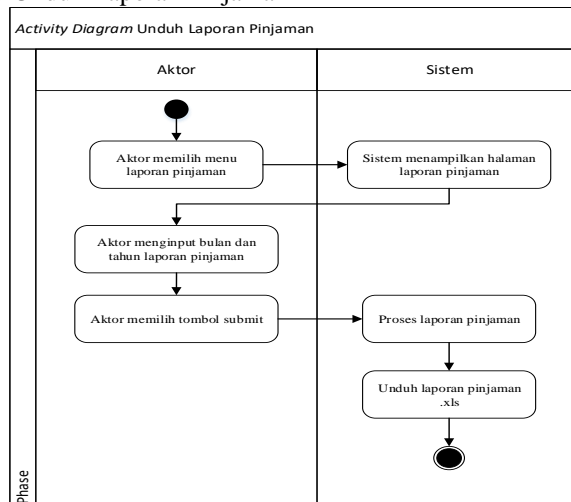 Activity Diagram Unduh Laporan Pinjaman
Aktor
Sistem
Aktor memilih menu
laporan pinjaman
Sistem menampilkan halaman
laporan pinjaman
Aktor menginput bulan dan
tahun laporan pinjaman
Aktor memilih tombol submit
Proses laporan pinjaman
Unduh laporan pinjaman
.xls
Phase